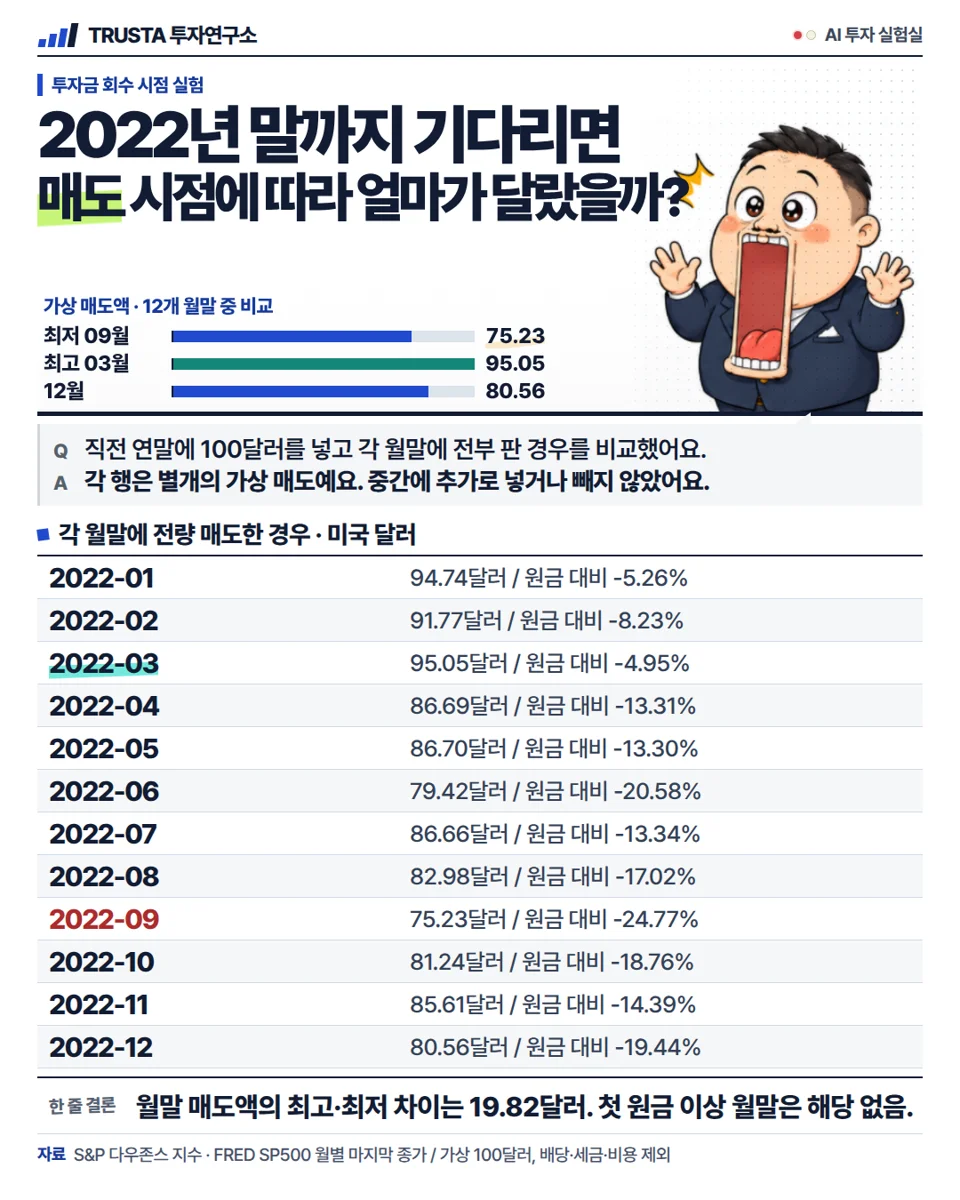 TRUSTA 투자연구소
AI 투자 실험실
투자금 회수 시점 실험
2022년 말까지 기다리면
매도 시점에 따라 얼마가 달랐을까?
가상 매도액 · 12개 월말 중 비교
최저 09월 75.23
최고 03월 95.05
12월 80.56
Q 직전 연말에 100달러를 넣고 각 월말에 전부 판 경우를 비교했어요.
A 각 행은 별개의 가상 매도예요. 중간에 추가로 넣거나 빼지 않았어요.
각 월말에 전량 매도한 경우 · 미국 달러
2022-01 94.74달러 / 원금 대비 -5.26%
2022-02 91.77달러 / 원금 대비 -8.23%
2022-03 95.05달러 / 원금 대비 -4.95%
2022-04 86.69달러 / 원금 대비 -13.31%
2022-05 86.70달러 / 원금 대비 -13.30%
2022-06 79.42달러 / 원금 대비 -20.58%
2022-07 86.66달러 / 원금 대비 -13.34%
2022-08 82.98달러 / 원금 대비 -17.02%
2022-09 75.23달러 / 원금 대비 -24.77%
2022-10 81.24달러 / 원금 대비 -18.76%
2022-11 85.61달러 / 원금 대비 -14.39%
2022-12 80.56달러 / 원금 대비 -19.44%
한 줄 결론 월말 매도액의 최고·최저 차이는 19.82달러. 첫 원금 이상 월말은 해당 없음.
자료 S&P 다우존스 지수 · FRED SP500 월별 마지막 종가 / 가상 100달러, 배당·세금·비용 제외